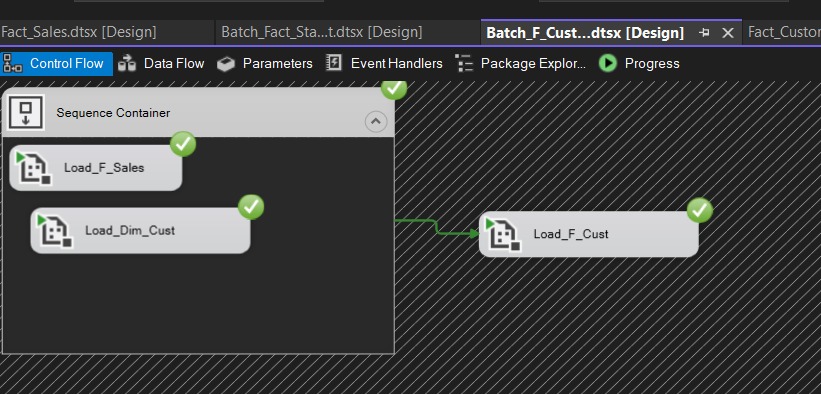 Fact_Sales.dtsx [Design]
Batch_Fact_Sta...t.dtsx [Design]
Batch_F_Cust...dtsx [Design]
Fact_Custor
Control Flow
Data Flow
Parameters
Event Handlers
Package Explor...
Progress
Sequence Container
Load_F_Sales
Load_Dim_Cust
Load_F_Cust